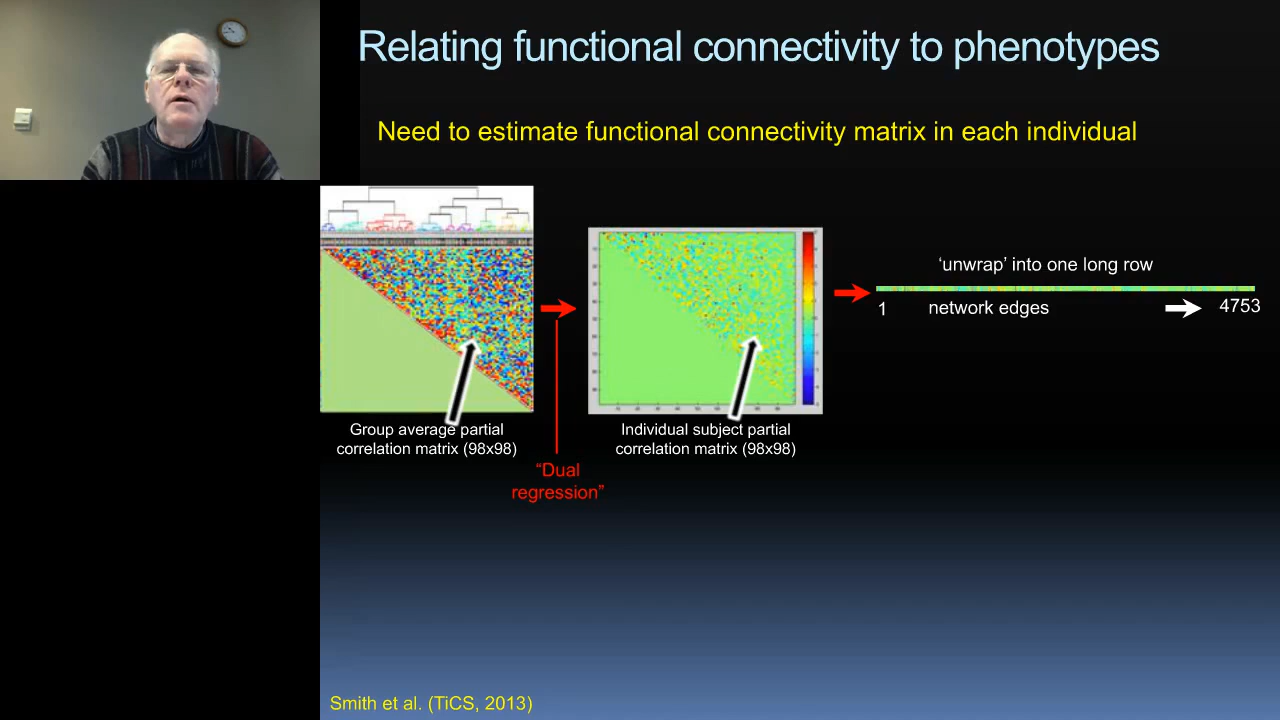 Relating functional connectivity to phenotypes
Need to estimate functional connectivity matrix in each individual
‘unwrap’ into one long row
1 network edges 4753
Group average partial
correlation matrix (98x98)
Individual subject partial
correlation matrix (98x98)
“Dual
regression”
Smith et al. (TiCS, 2013)